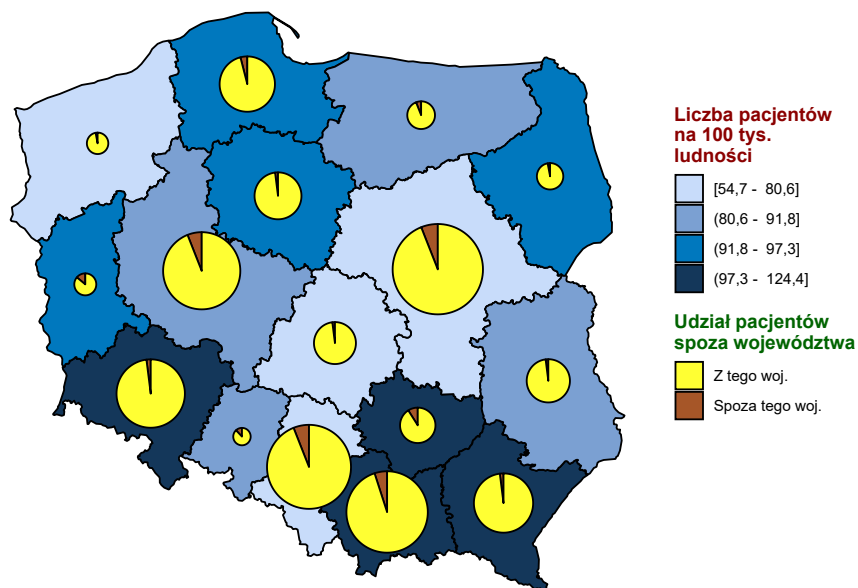 Liczba pacjentów
na 100 tys.
ludności
[54,7 - 80,6]
(80,6 - 91,8]
(91,8 - 97,3]
(97,3 - 124,4]
Udział pacjentów
spoza województwa
Z tego woj.
Spoza tego woj.